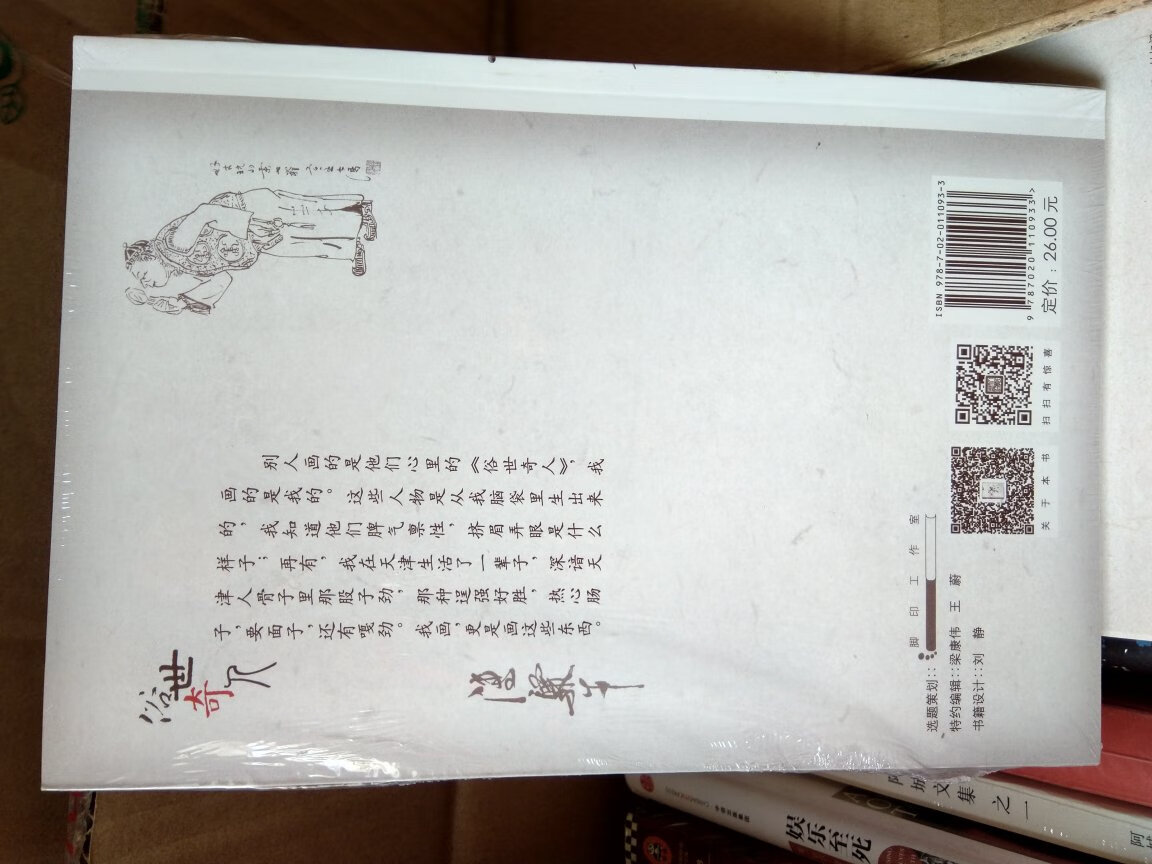 俗世奇人
别人画的是他们心里的《俗世奇人》，我
画的是我的。这些人物是从我脑袋里生出来
的，我知道他们脾气禀性，挤眉弄眼是什么
样子；再有，我在天津生活了一辈子，深谙天
津人骨子里那股子劲，那种逞强好胜，热心肠
子，要面子，还有嘎劲。我画，更是画这些东西。
选题策划：脚印工作室
特约编辑：梁康伟 王蔚
书籍设计：刘静
关于本书
扫扫有惊喜
ISBN 978-7-02-011093-3
9 787020 110933>
定价：26.00元
阿城文集 之一
阿城
娱乐至死